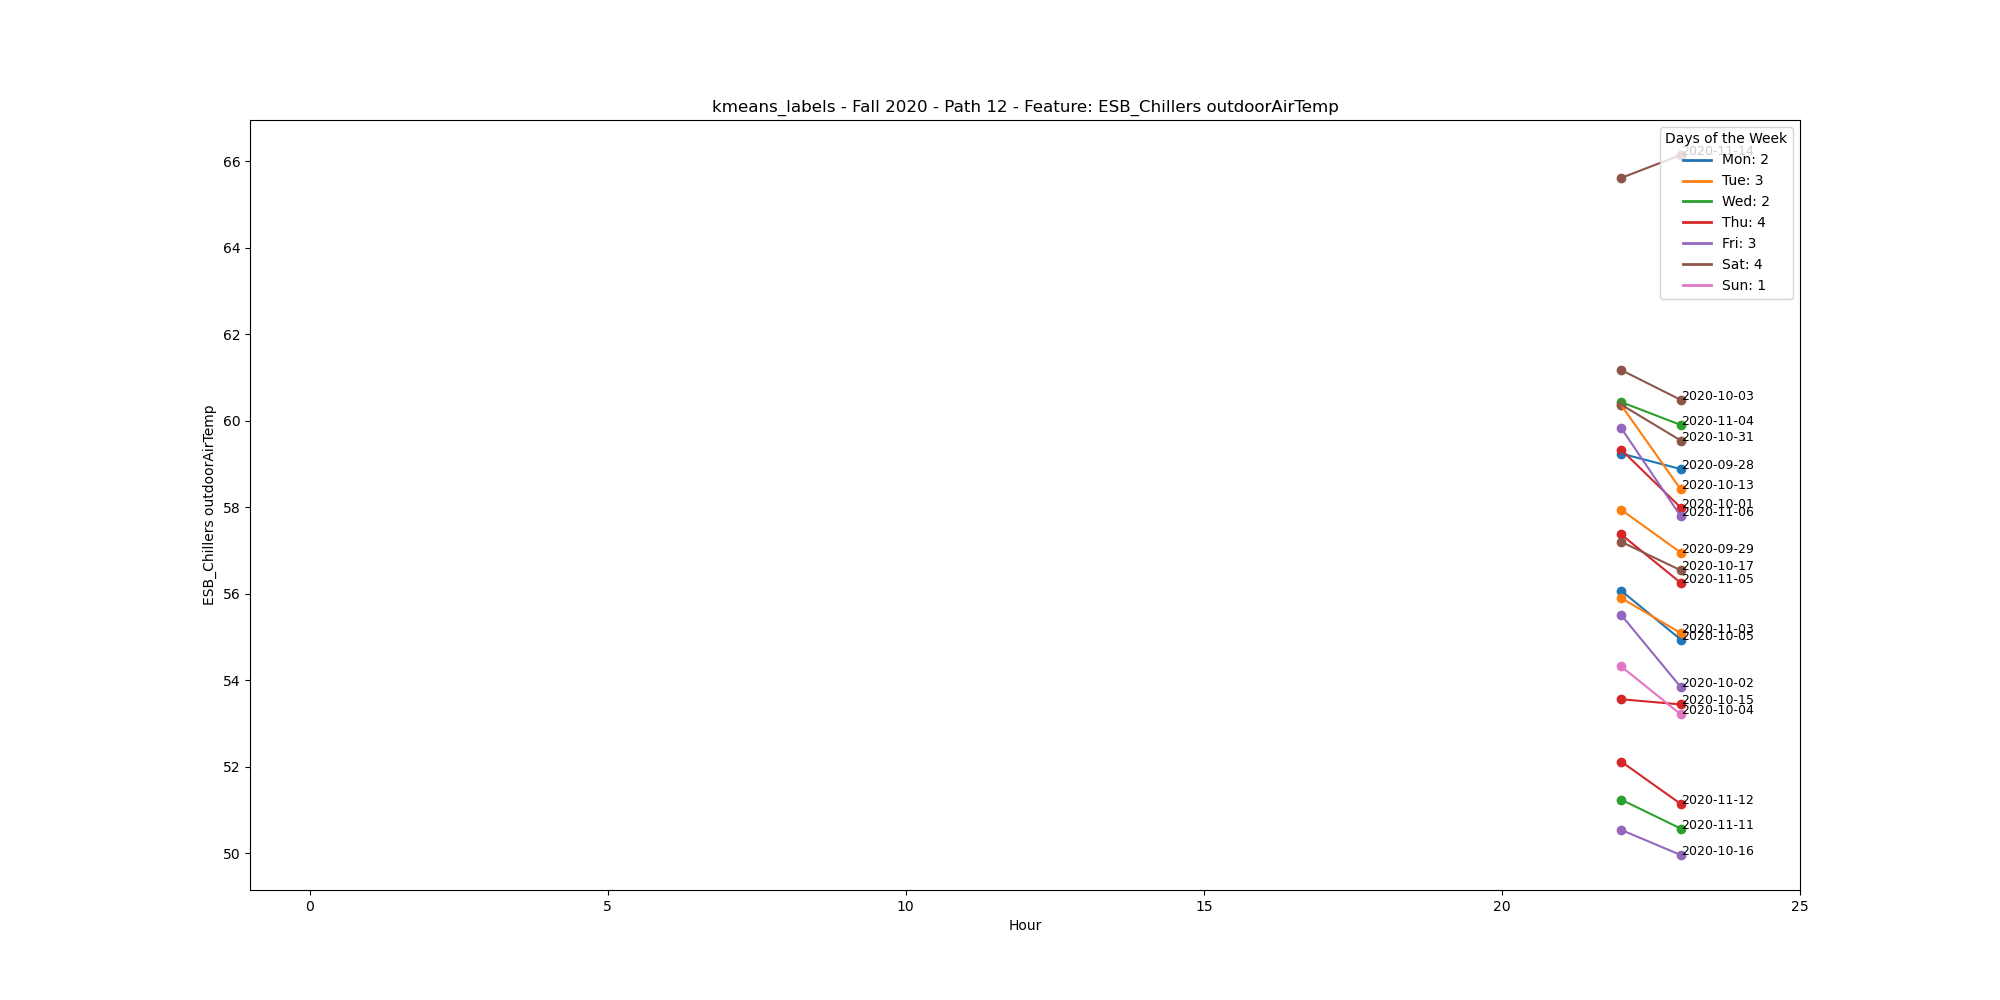 kmeans_labels - Fall 2020 - Path 12 - Feature: ESB_Chillers outdoorAirTemp
Days of the Week
2020-11-14
Mon: 2
Tue: 3
Wed: 2
Thu: 4
Fri: 3
Sat: 4
Sun: 1
66
64
62
60
58
56
54
52
50
ESB_Chillers outdoorAirTemp
2020-10-03
2020-11-04
2020-10-31
2020-09-28
2020-10-13
2020-10-01
2020-11-06
2020-09-29
2020-10-17
2020-11-05
2020-11-03
2020-10-05
2020-10-02
2020-10-15
2020-10-04
2020-11-12
2020-11-11
2020-10-16
0 5 10 15 20 25
Hour